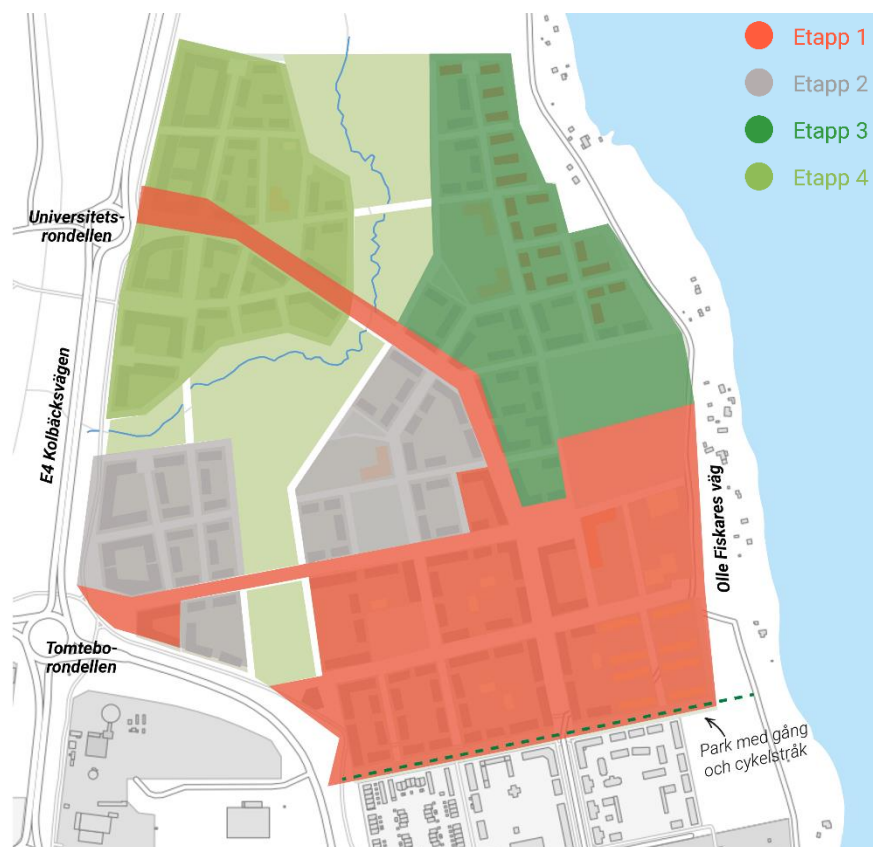 Etapp 1
Etapp 2
Etapp 3
Etapp 4
Universitets-
rondellen
E4 Kolbäcksvägen
Olle Fiskares väg
Tomtebo-
rondellen
Park med gång
och cykelstråk